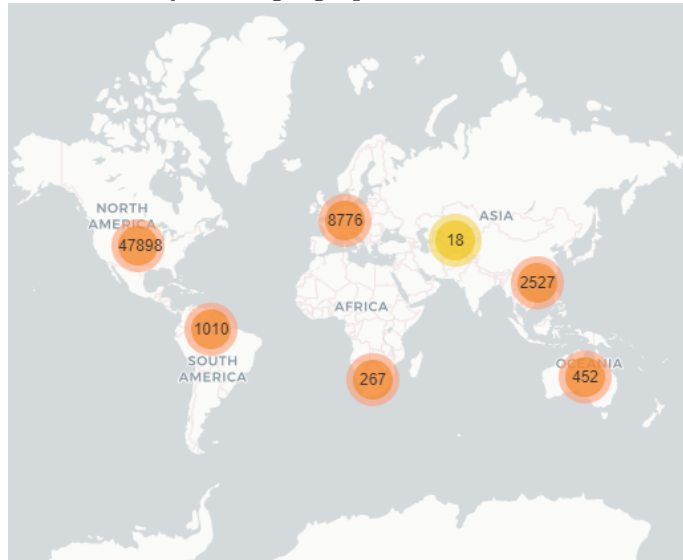 NORTH
AMERICA
47898
8776
ASIA
18
2527
AFRICA
1010
SOUTH
AMERICA
267
OCEANIA
452